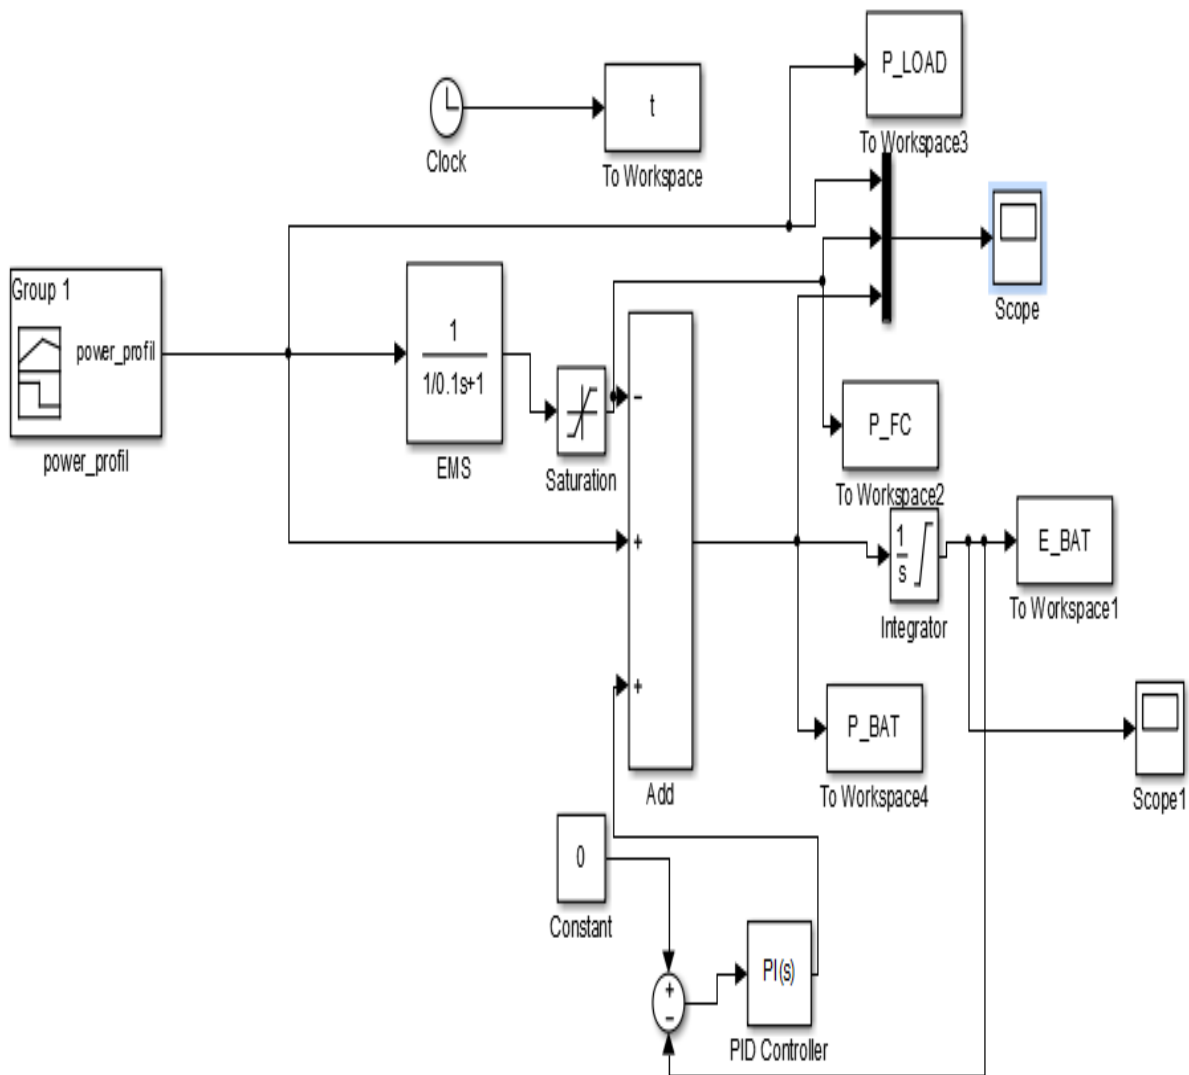 P_LOAD
To Workspace3
t
To Workspace
Clock
Scope
Group 1
power_profil
power_profil
1
1/0.1s+1
EMS
Saturation
−
+
+
Add
P_FC
To Workspace2
1
s
Integrator
E_BAT
To Workspace1
P_BAT
To Workspace4
Scope1
0
Constant
+
−
PI(s)
PID Controller